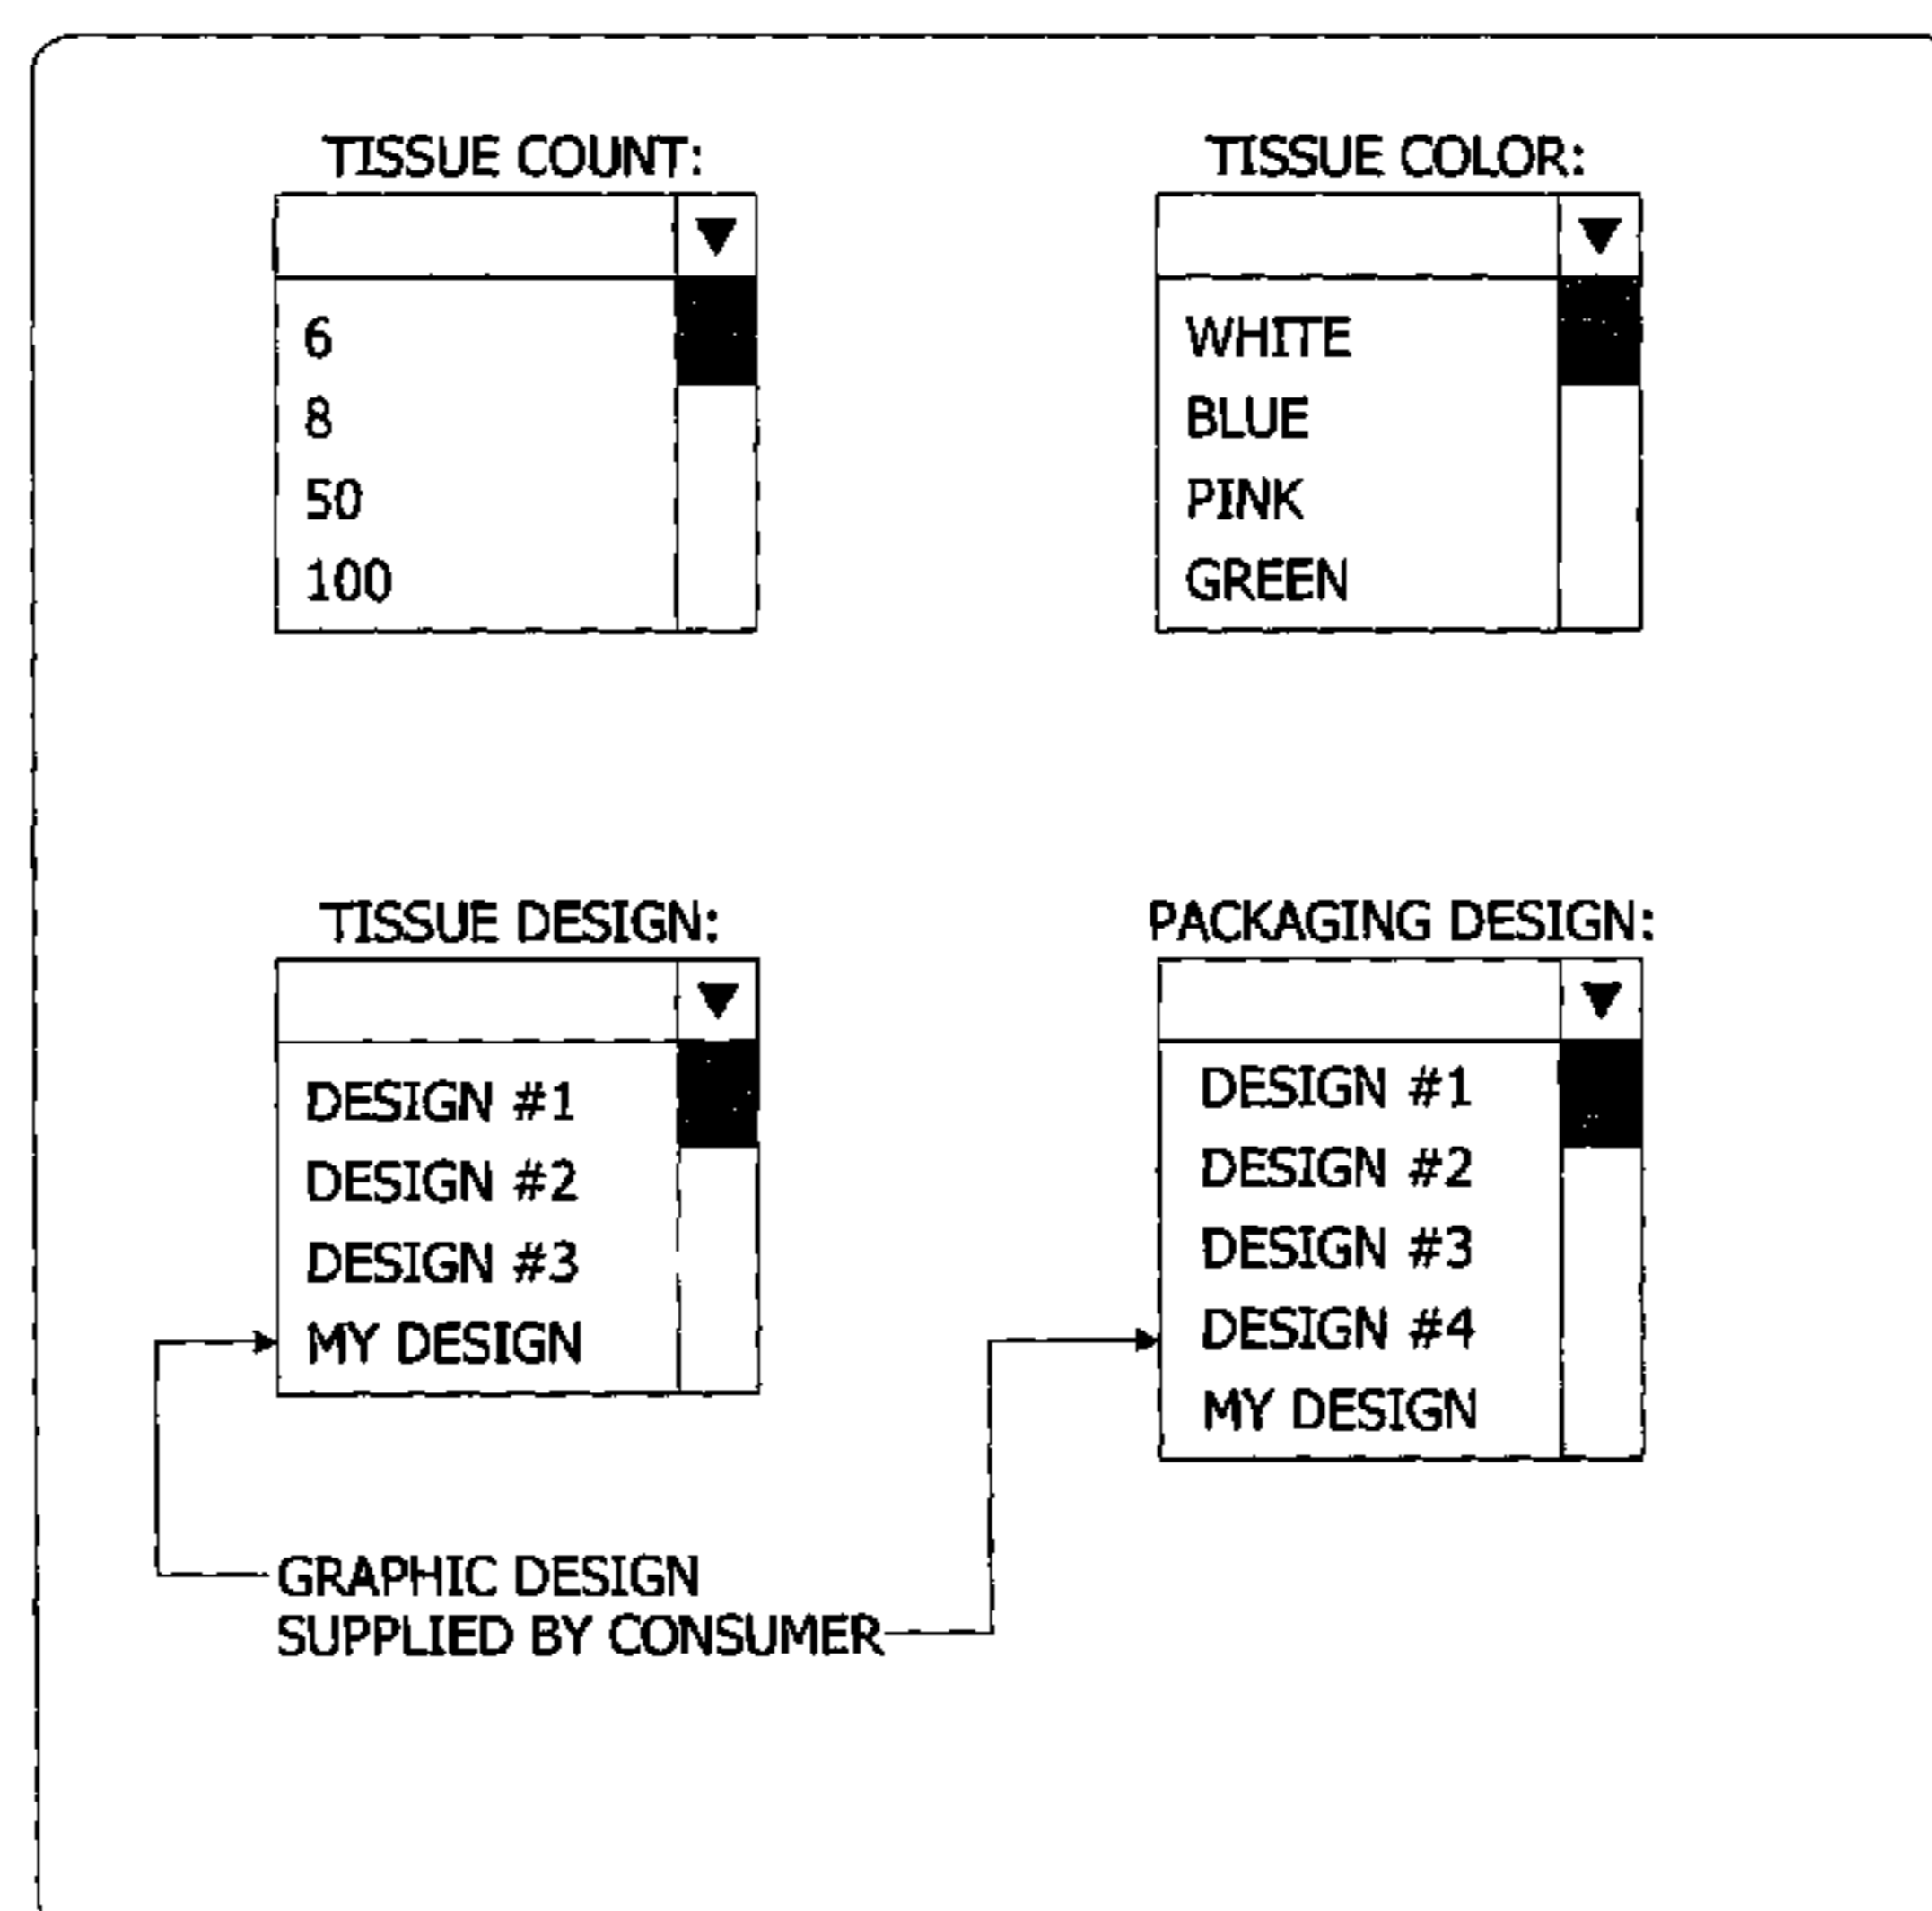 TISSUE COUNT:
6
8
50
100
TISSUE COLOR:
WHITE
BLUE
PINK
GREEN
TISSUE DESIGN:
DESIGN #1
DESIGN #2
DESIGN #3
MY DESIGN
PACKAGING DESIGN:
DESIGN #1
DESIGN #2
DESIGN #3
DESIGN #4
MY DESIGN
GRAPHIC DESIGN
SUPPLIED BY CONSUMER